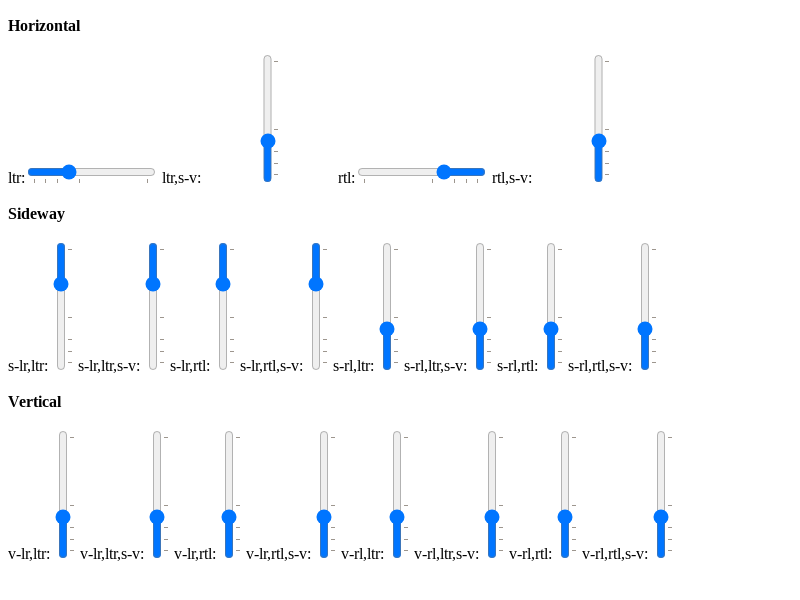 Horizontal
ltr: ltr,s-v: rtl: rtl,s-v:
Sideway
s-lr,ltr: s-lr,ltr,s-v: s-lr,rtl: s-lr,rtl,s-v: s-rl,ltr: s-rl,ltr,s-v: s-rl,rtl: s-rl,rtl,s-v:
Vertical
v-lr,ltr: v-lr,ltr,s-v: v-lr,rtl: v-lr,rtl,s-v: v-rl,ltr: v-rl,ltr,s-v: v-rl,rtl: v-rl,rtl,s-v: